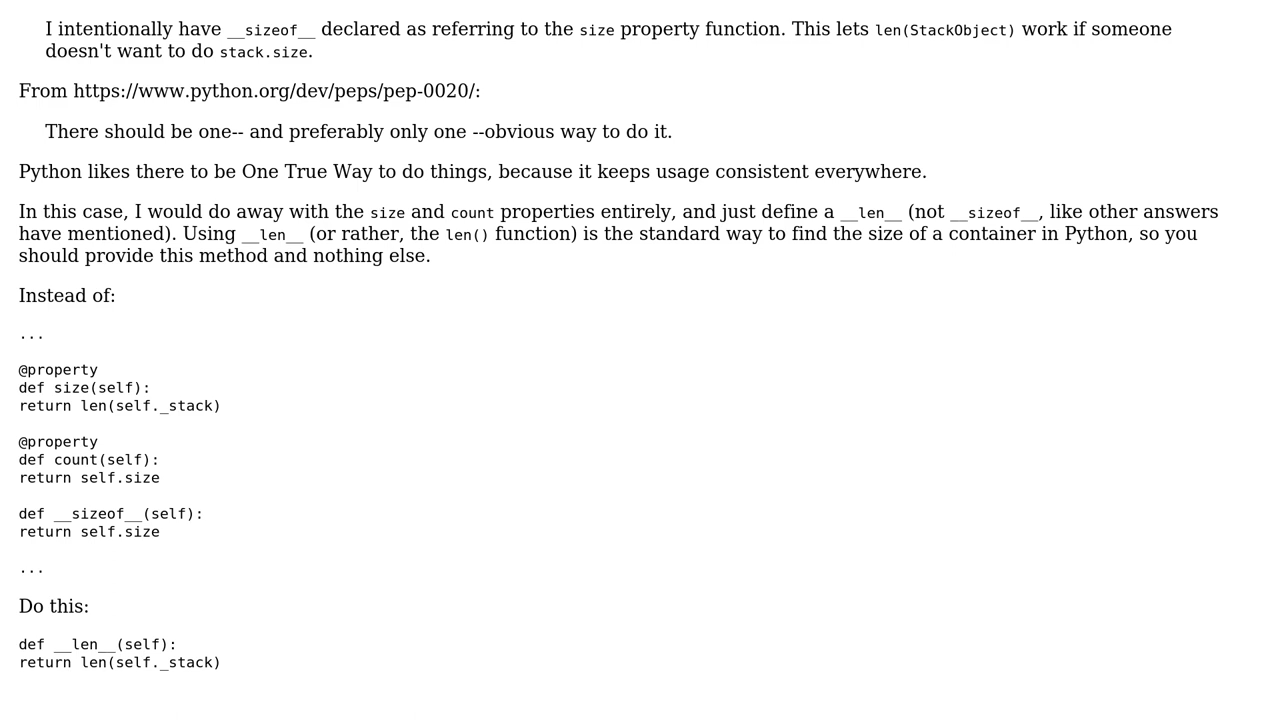 I intentionally have __sizeof__ declared as referring to the size property function. This lets len(StackObject) work if someone
doesn't want to do stack.size.
From https://www.python.org/dev/peps/pep-0020/:
There should be one-- and preferably only one --obvious way to do it.
Python likes there to be One True Way to do things, because it keeps usage consistent everywhere.
In this case, I would do away with the size and count properties entirely, and just define a __len__ (not __sizeof__, like other answers
have mentioned). Using __len__ (or rather, the len() function) is the standard way to find the size of a container in Python, so you
should provide this method and nothing else.
Instead of:
...
@property
def size(self):
return len(self._stack)
@property
def count(self):
return self.size
def __sizeof__(self):
return self.size
...
Do this:
def __len__(self):
return len(self._stack)